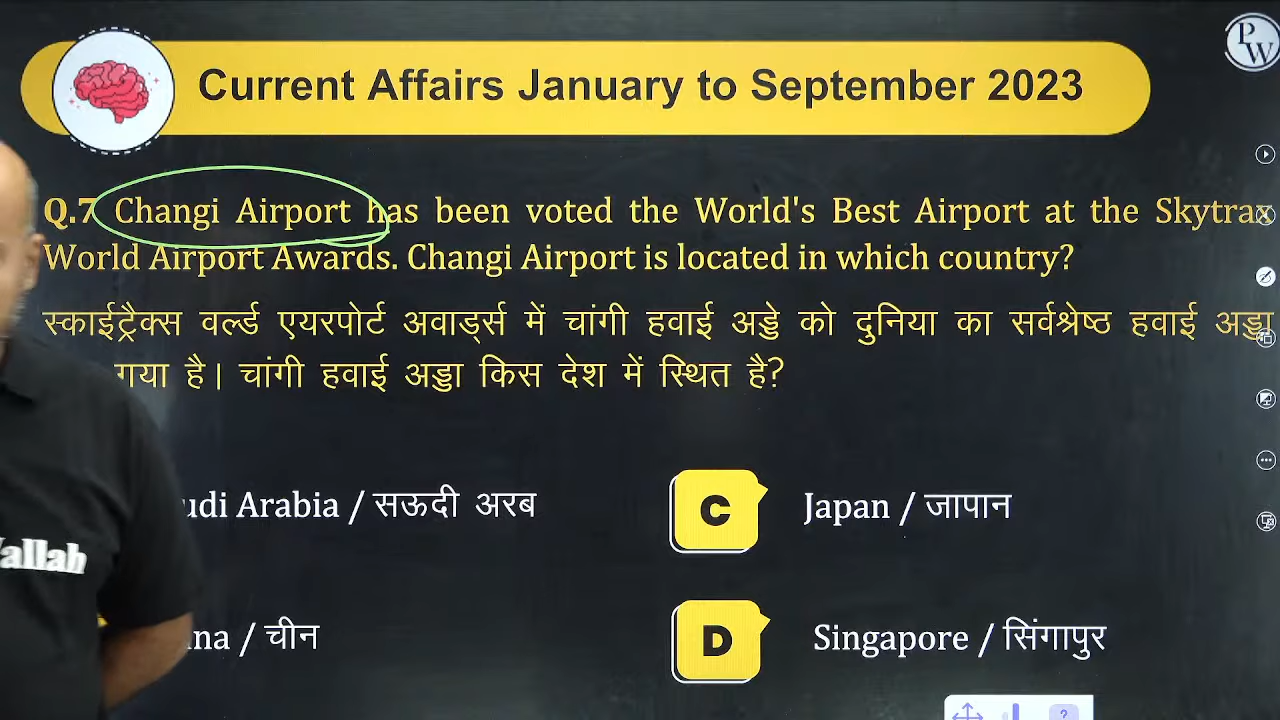 PW
Current Affairs January to September 2023
Q.7 Changi Airport has been voted the World's Best Airport at the Skytrax
World Airport Awards. Changi Airport is located in which country?
स्काईट्रैक्स वर्ल्ड एयरपोर्ट अवाड्र्स में चांगी हवाई अड्डे को दुनिया का सर्वश्रेष्ठ हवाई अड्डा
गया है। चांगी हवाई अड्डा किस देश में स्थित है?
Arabia / सऊदी अरब
C Japan / जापान
/ चीन
D Singapore / सिंगापुर